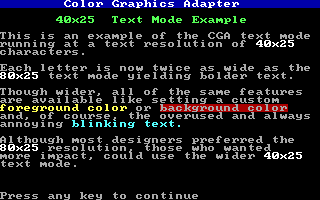 Color Graphics Adapter
40x25  Text Mode Example
This is an example of the CGA text mode
running at a text resolution of 40x25
characters.
Each letter is now twice as wide as the
80x25 text mode yielding bolder text.
Though wider, all of the same features
are available like setting a custom
foreground color or background color
and, of course, the overused and always
annoying blinking text.
Although most designers preferred the
80x25 resolution, those who wanted
more impact, could use the wider 40x25
text mode.
Press any key to continue